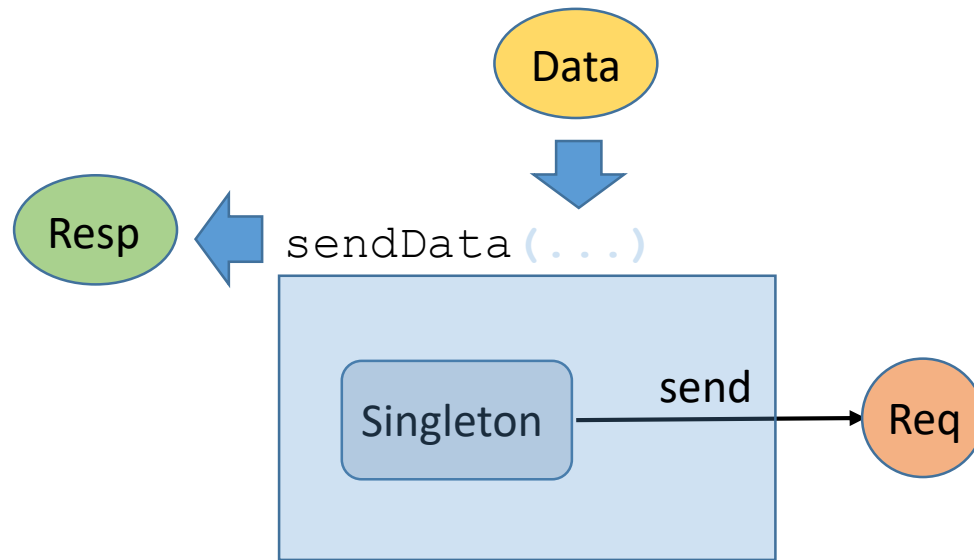 Data
Resp
sendData(...)
send
Singleton
Req